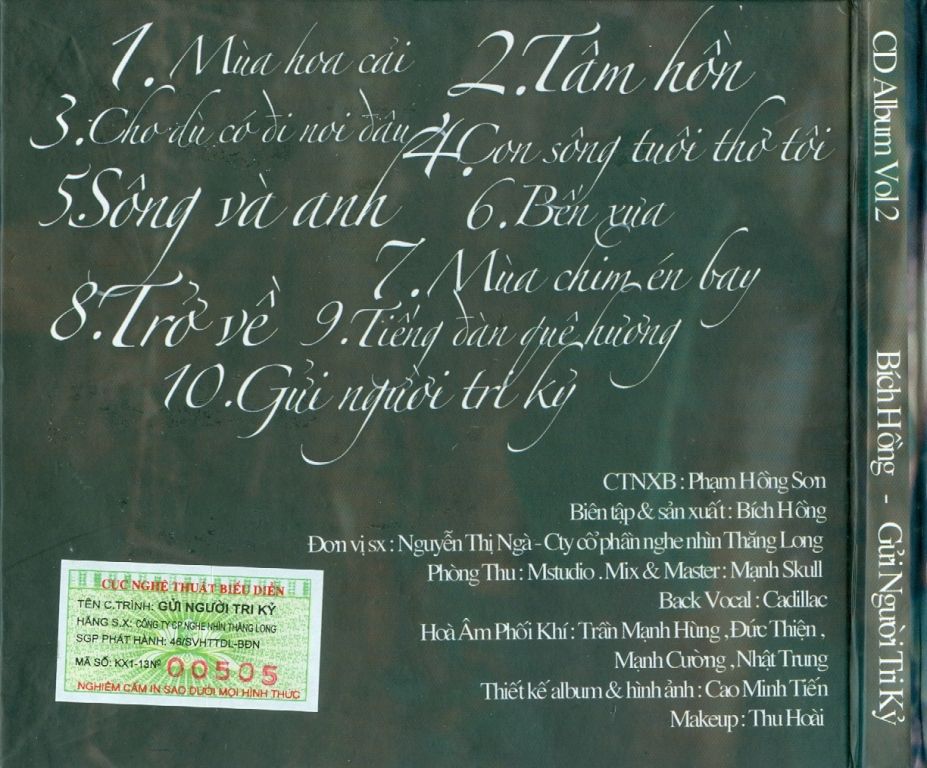 1. Mùa hoa cải
2. Tâm hồn
3. Cho dù có đi nơi đâu
4. Con sông tuổi thơ tôi
5. Sông và anh
6. Bến xưa
7. Mùa chim én bay
8. Trở về
9. Tiếng đàn quê hương
10. Gửi người tri kỷ
CTNXB : Phạm Hồng Sơn
Biên tập & sản xuất : Bích Hồng
Đơn vị sx : Nguyễn Thị Ngà - Cty cổ phần nghe nhìn Thăng Long
Phòng Thu : Mstudio . Mix & Master : Mạnh Skull
Back Vocal : Cadillac
Hoà Âm Phối Khí : Trần Mạnh Hùng , Đức Thiện ,
Mạnh Cường , Nhật Trung
Thiết kế album & hình ảnh : Cao Minh Tiến
Makeup : Thu Hoài
CỤC NGHỆ THUẬT BIỂU DIỄN
TÊN C.TRÌNH: GỬI NGƯỜI TRI KỶ
HÃNG S.X: CÔNG TY CP NGHE NHÌN THĂNG LONG
SGP PHÁT HÀNH: 46/SVHTTDL-BĐN
MÃ SỐ: KX1-13Nº 00505
NGHIÊM CẤM IN SAO DƯỚI MỌI HÌNH THỨC
CD Album Vol 2 Bích Hồng - Gửi Người Tri Kỷ